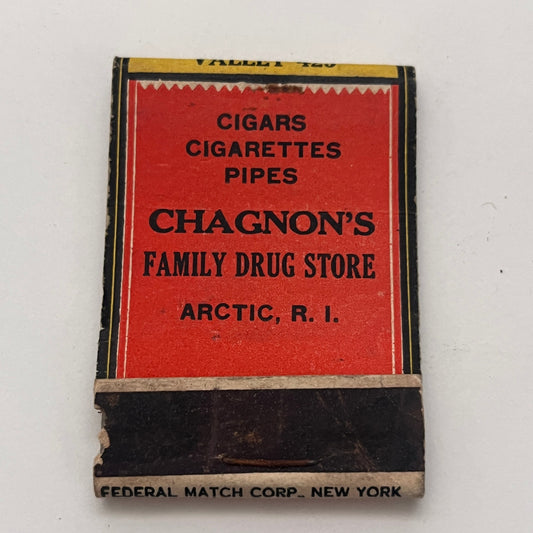 VALLEY 425
CIGARS
CIGARETTES
PIPES
CHAGNON'S
FAMILY DRUG STORE
ARCTIC, R. I.
FEDERAL MATCH CORP., NEW YORK